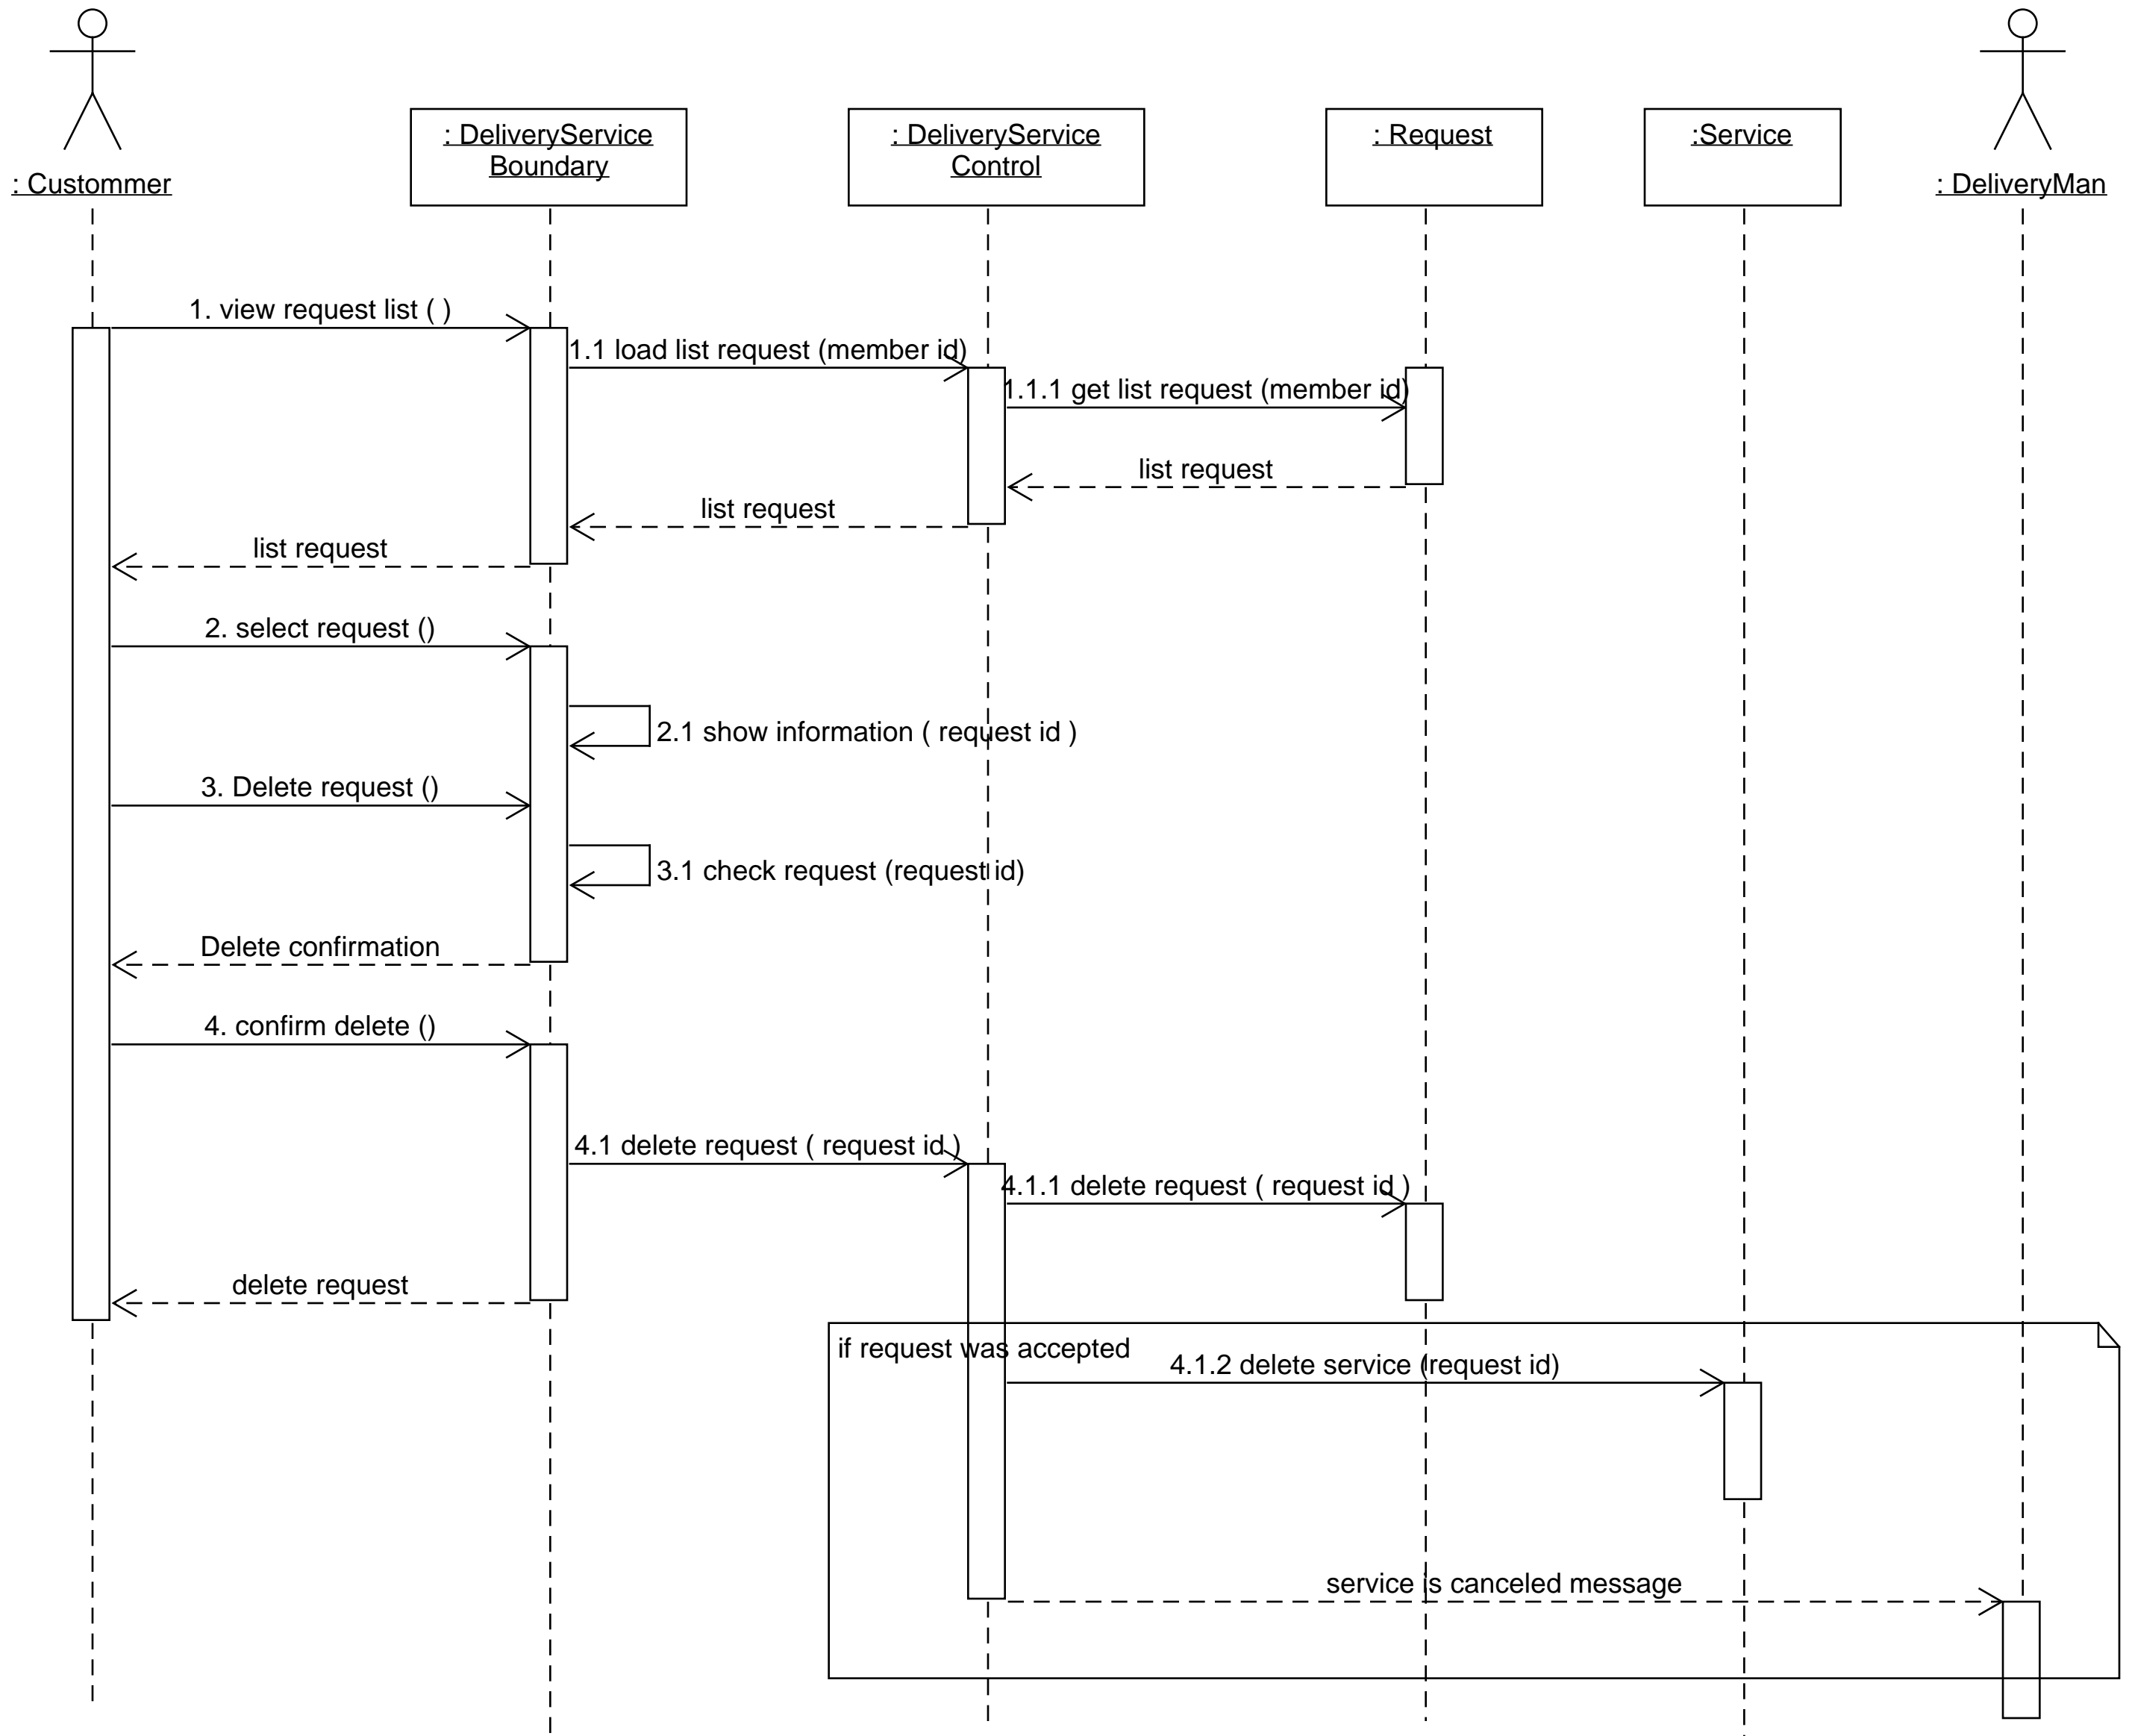 : Custommer
: DeliveryService
Boundary
: DeliveryService
Control
: Request
:Service
: DeliveryMan
1. view request list ( )
1.1 load list request (member id)
1.1.1 get list request (member id)
list request
list request
list request
2. select request ()
2.1 show information ( request id )
3. Delete request ()
3.1 check request (request id)
Delete confirmation
4. confirm delete ()
4.1 delete request ( request id )
4.1.1 delete request ( request id )
delete request
if request was accepted
4.1.2 delete service (request id)
service is canceled message